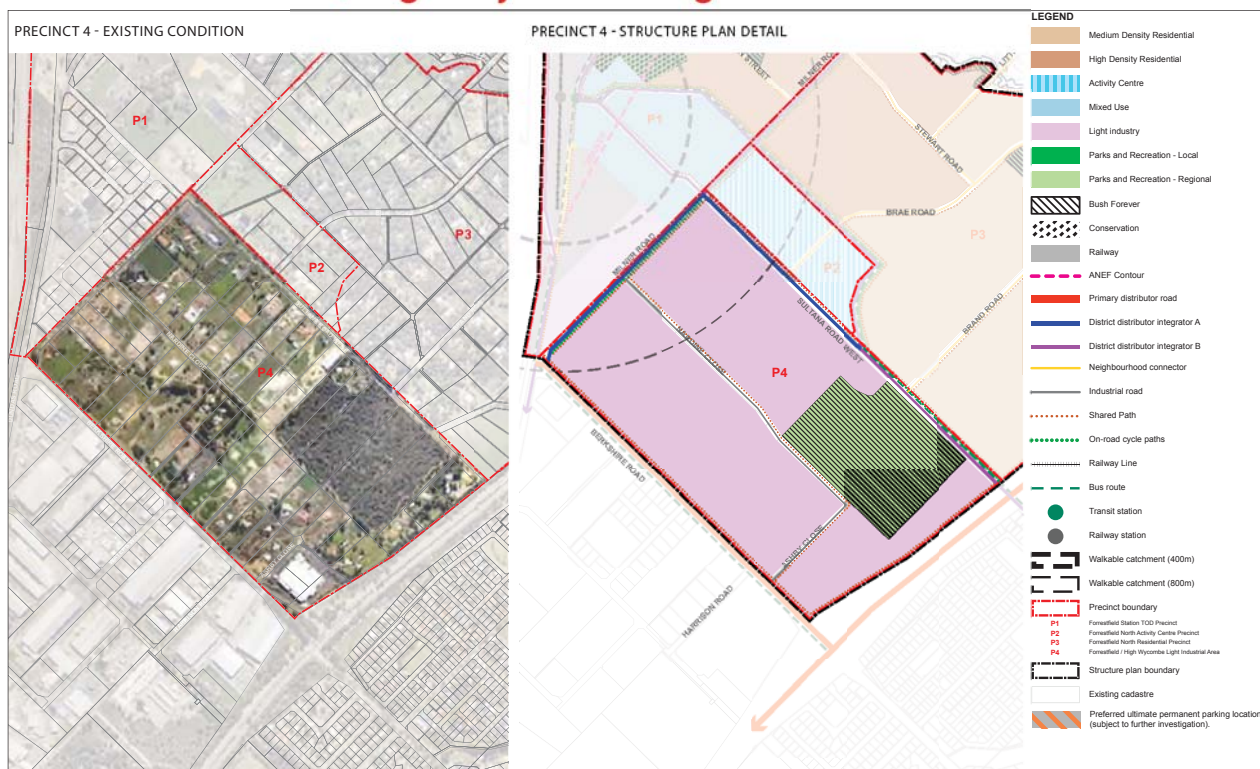 PRECINCT 4 - EXISTING CONDITION
P1
P2
P3
P4
PRECINCT 4 - STRUCTURE PLAN DETAIL
MILNER ROAD
STEWART ROAD
P1
BRAE ROAD
P3
P2
MILNER ROAD
SULTANA ROAD WEST
BRAND ROAD
P4
BERKSHIRE ROAD
ASHBY CLOSE
HARRISON ROAD
LEGEND
Medium Density Residential
High Density Residential
Activity Centre
Mixed Use
Light industry
Parks and Recreation - Local
Parks and Recreation - Regional
Bush Forever
Conservation
Railway
ANEF Contour
Primary distributor road
District distributor integrator A
District distributor integrator B
Neighbourhood connector
Industrial road
Shared Path
On-road cycle paths
Railway Line
Bus route
Transit station
Railway station
Walkable catchment (400m)
Walkable catchment (800m)
Precinct boundary
P1 Forrestfield Station TOD Precinct
P2 Forrestfield North Activity Centre Precinct
P3 Forrestfield North Residential Precinct
P4 Forrestfield / High Wycombe Light Industrial Area
Structure plan boundary
Existing cadastre
Preferred ultimate permanent parking location
(subject to further investigation).